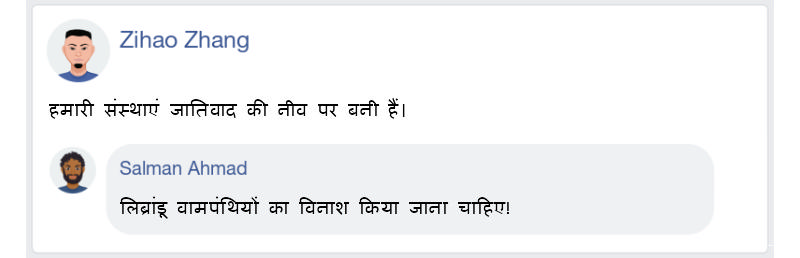 Zihao Zhang
हमारी संस्थाएं जातिवाद की नीव पर बनी हैं।
Salman Ahmad
लिब्रांडू वामपंथियों का विनाश किया जाना चाहिए!